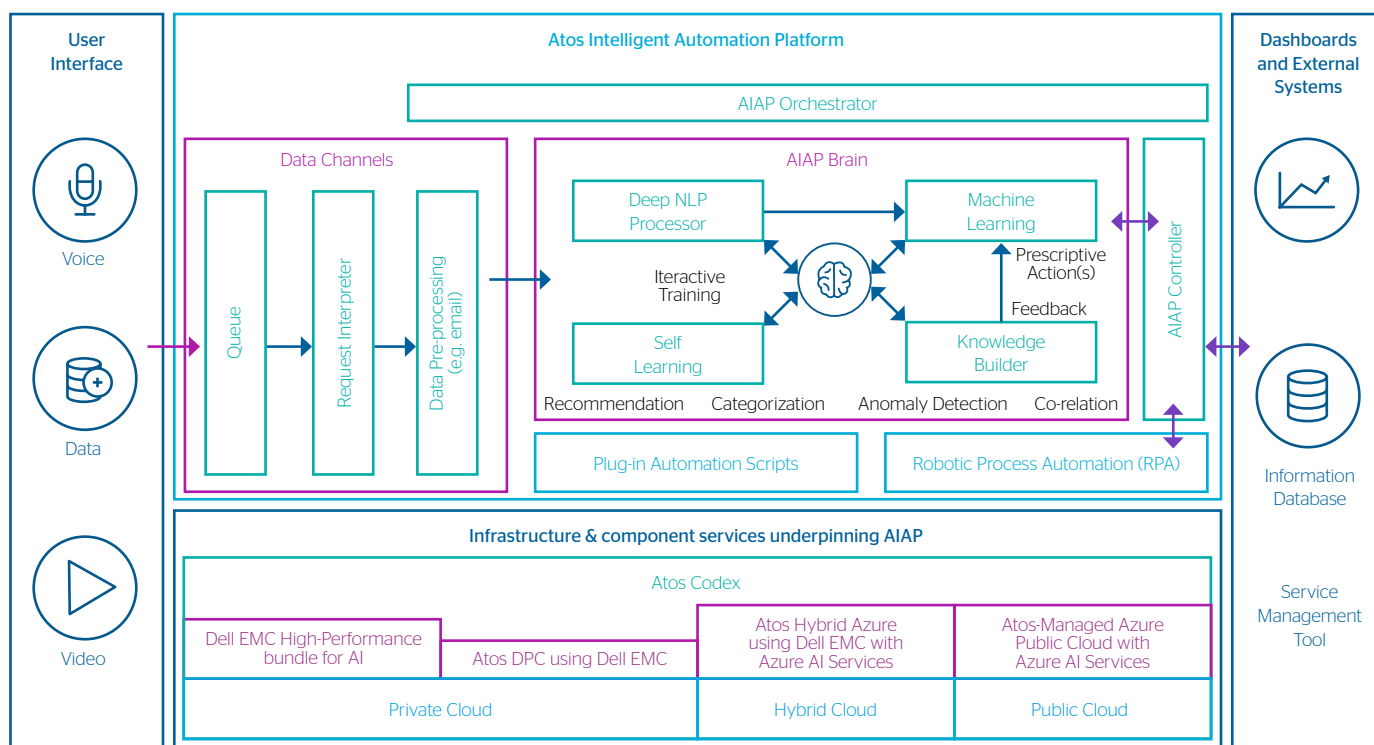 User
Interface
Voice
Data
Video
Atos Intelligent Automation Platform
AIAP Orchestrator
Data Channels
Queue
Request Interpreter
Data Pre-processing
(e.g. email)
AIAP Brain
Deep NLP
Processor
Machine
Learning
Iteractive
Training
Prescriptive
Action(s)
Feedback
Self
Learning
Knowledge
Builder
Recommendation
Categorization
Anomaly Detection
Co-relation
AIAP Controller
Plug-in Automation Scripts
Robotic Process Automation (RPA)
Infrastructure & component services underpinning AIAP
Atos Codex
Dell EMC High-Performance
bundle for AI
Atos DPC using Dell EMC
Atos Hybrid Azure
using Dell EMC with
Azure AI Services
Atos-Managed Azure
Public Cloud with
Azure AI Services
Private Cloud
Hybrid Cloud
Public Cloud
Dashboards
and External
Systems
Information
Database
Service
Management
Tool